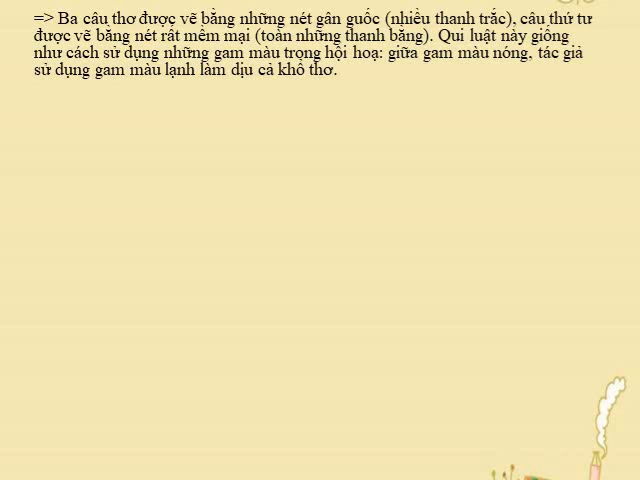 => Ba câu thơ được vẽ bằng những nét gân guốc (nhiều thanh trắc), câu thứ tư
được vẽ bằng nét rất mềm mại (toàn những thanh bằng). Qui luật này giống
như cách sử dụng những gam màu trong hội hoạ: giữa gam màu nóng, tác giả
sử dụng gam màu lạnh làm dịu cả khổ thơ.